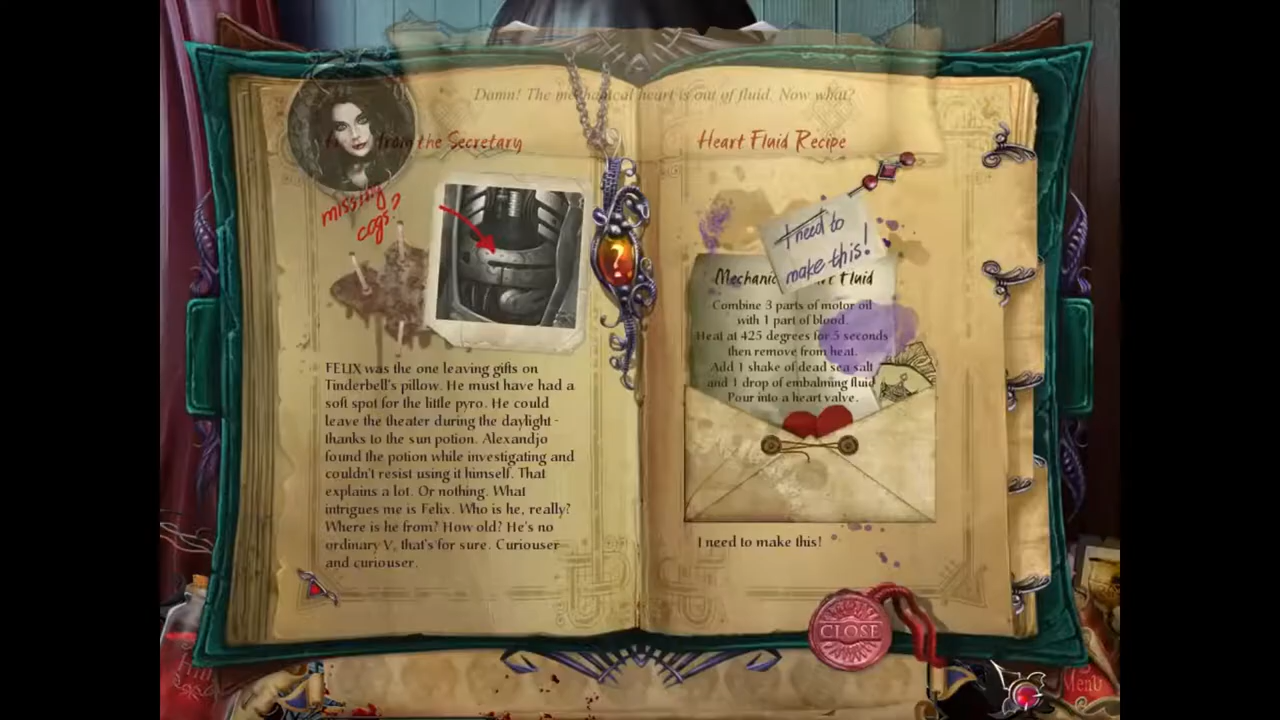 Damn! The mechanical heart is out of fluid. Now what?
from the Secretary
missing
cogs?
FELIX was the one leaving gifts on
Tinderbell's pillow. He must have had a
soft spot for the little pyro. He could
leave the theater during the daylight -
thanks to the sun potion. Alexandjo
found the potion while investigating and
couldn't resist using it himself. That
explains a lot. Or nothing. What
intrigues me is Felix. Who is he, really?
Where is he from? How old? He's no
ordinary V, that's for sure. Curiouser
and curiouser.
?
Heart Fluid Recipe
I need to
make this!
Fluid
Combine 3 parts of motor oil
with 1 part of blood.
Heat at 425 degrees for 5 seconds
then remove from heat.
Add 1 shake of dead sea salt
and 1 drop of embalming fluid
Pour into a heart valve.
I need to make this!
CLOSE
Menu